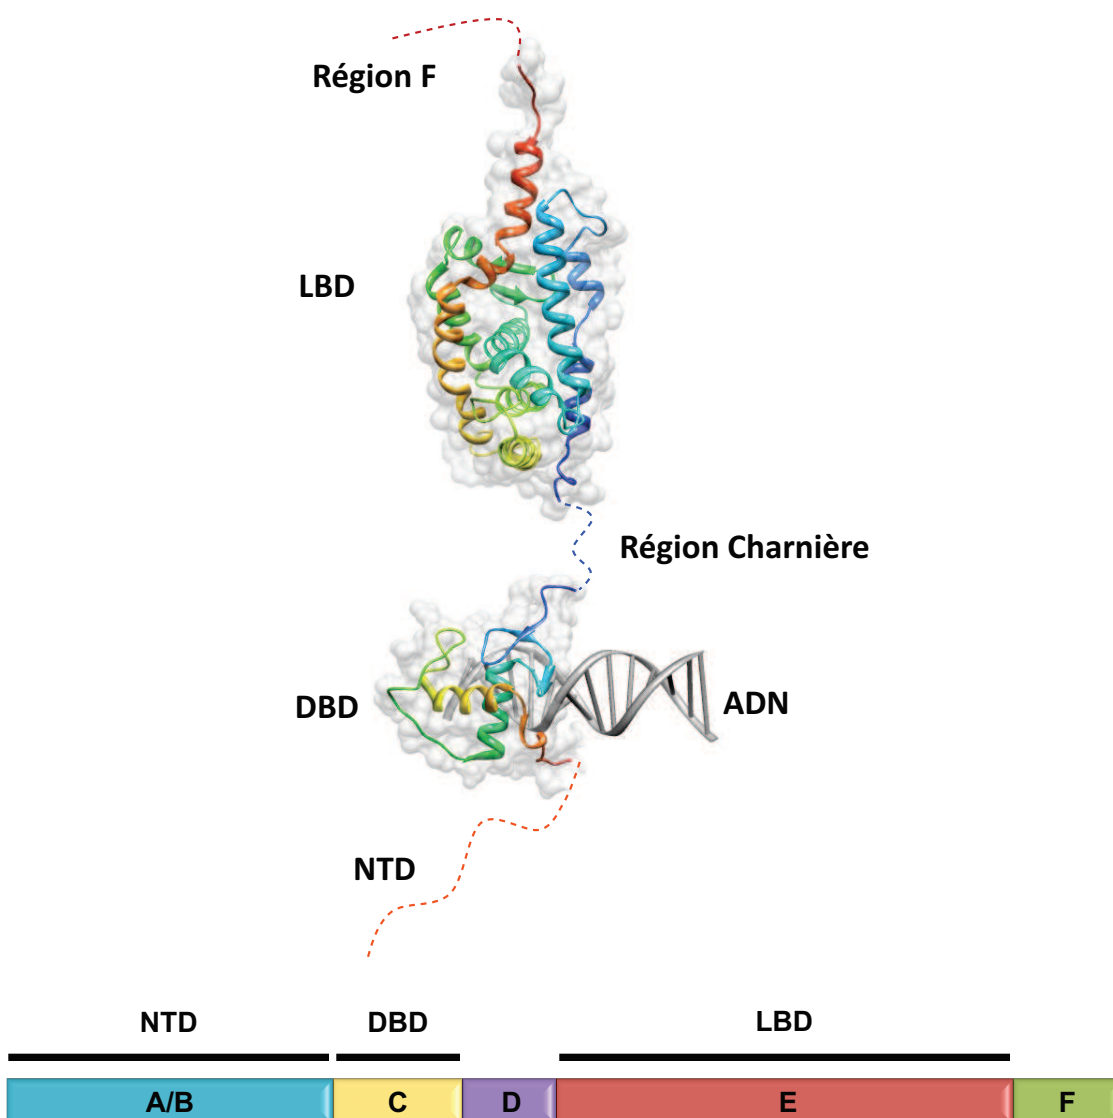 Région F
LBD
Région Charnière
DBD
ADN
NTD
NTD DBD LBD
A/B C D E F